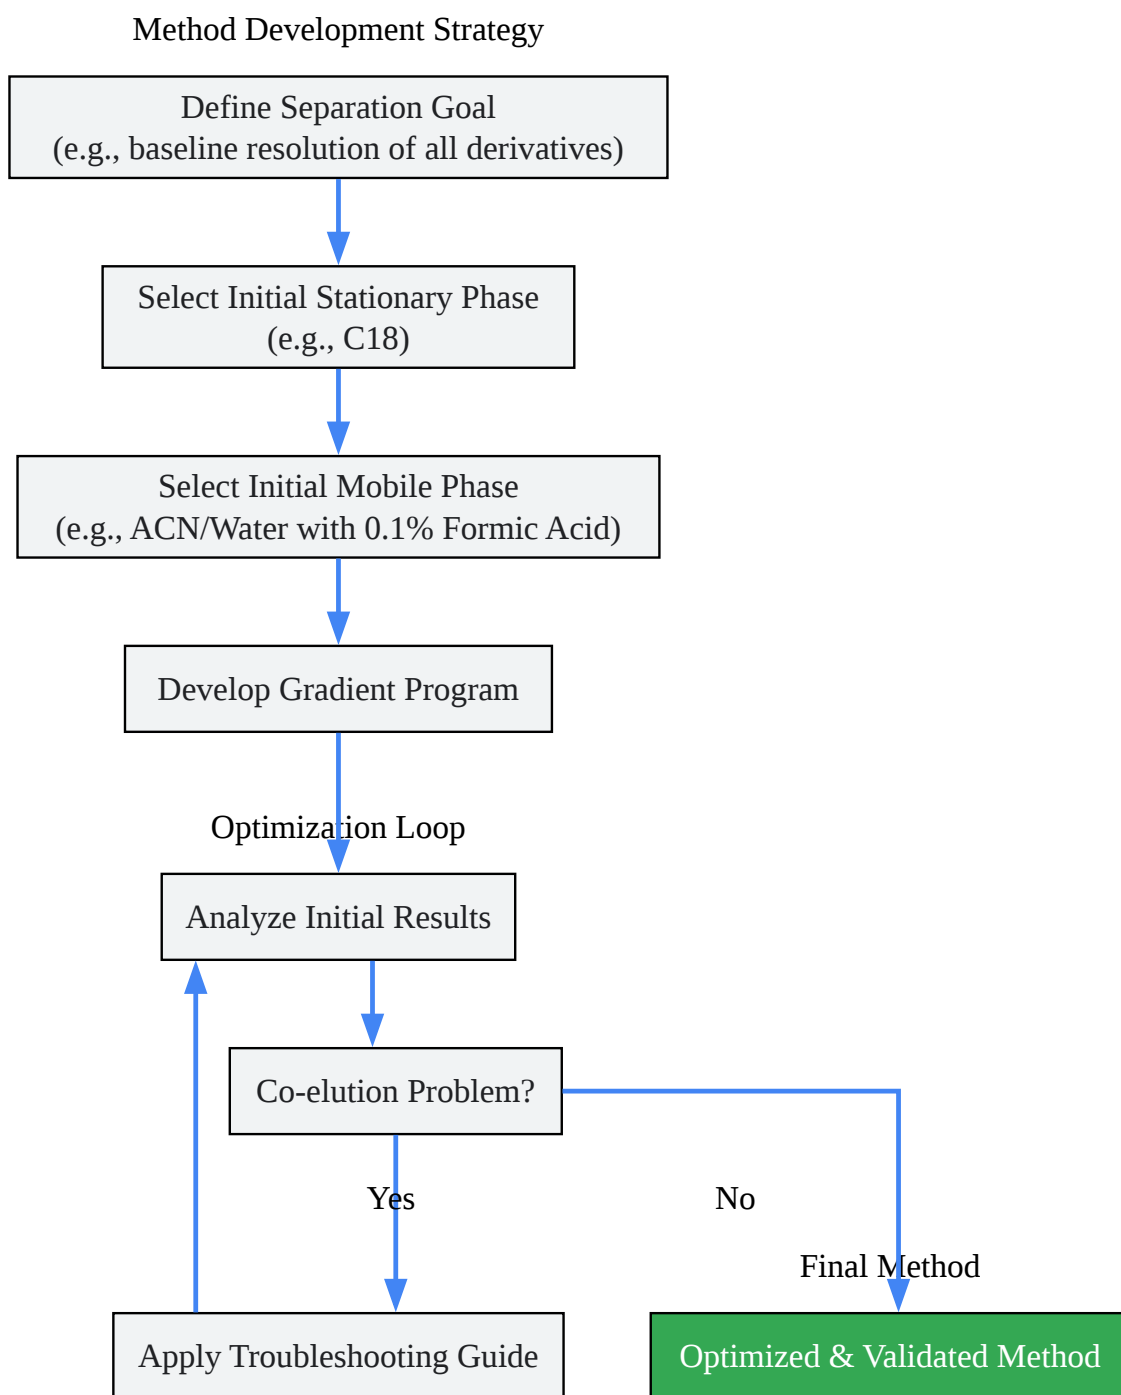 Method Development Strategy
Define Separation Goal
(e.g., baseline resolution of all derivatives)
Select Initial Stationary Phase
(e.g., C18)
Select Initial Mobile Phase
(e.g., ACN/Water with 0.1% Formic Acid)
Develop Gradient Program
Optimization Loop
Analyze Initial Results
Co-elution Problem?
Yes
No
Final Method
Apply Troubleshooting Guide
Optimized & Validated Method